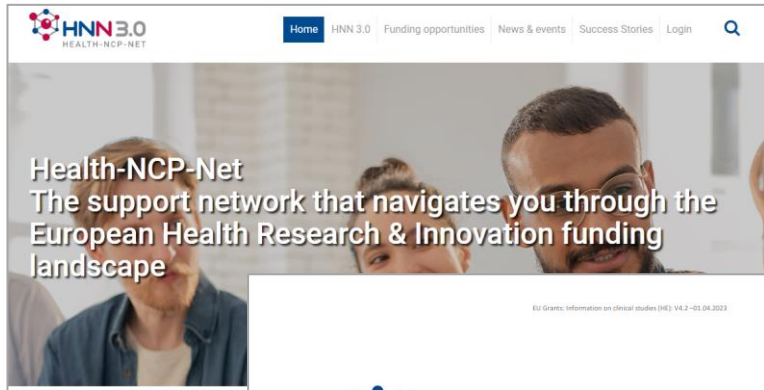 HNN 3.0
HEALTH-NCP-NET
Home HNN 3.0 Funding opportunities News & events Success Stories Login
Health-NCP-Net
The support network that navigates you through the
European Health Research & Innovation funding
landscape
EU Grants: Information on clinical studies (HE): V4.2 –01.04.2023